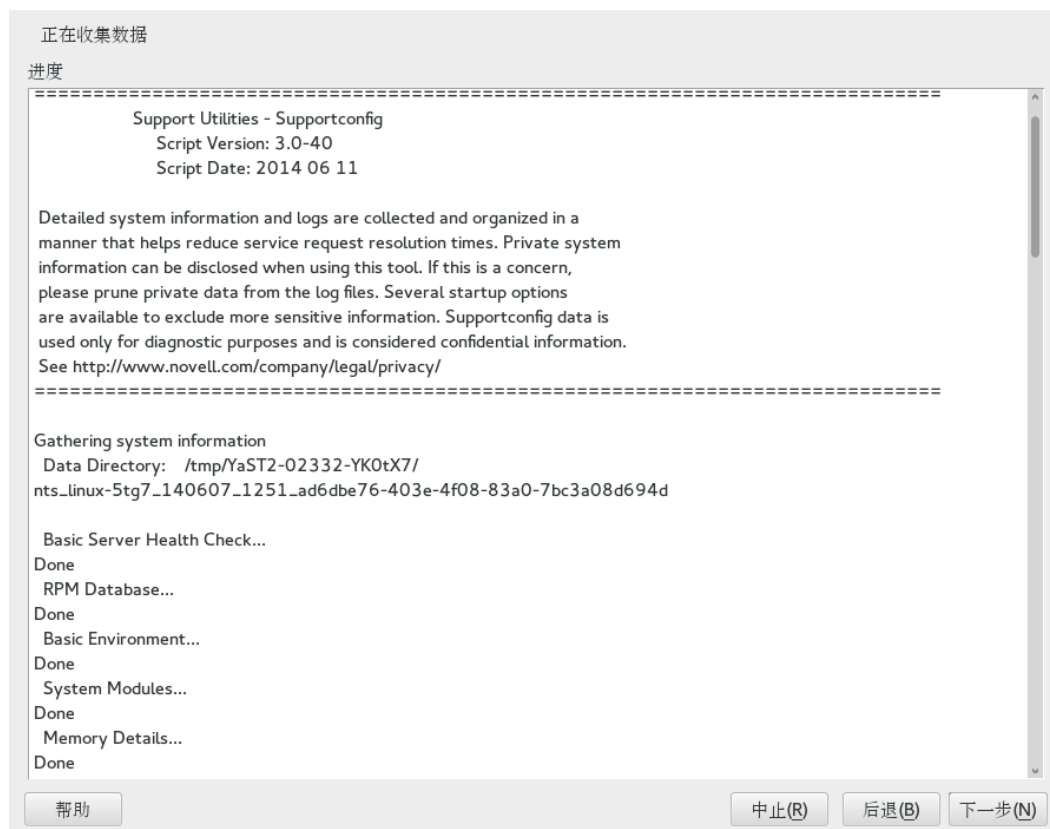 正在收集数据
进度
=============================================================================
Support Utilities - Supportconfig
Script Version: 3.0-40
Script Date: 2014 06 11
Detailed system information and logs are collected and organized in a
manner that helps reduce service request resolution times. Private system
information can be disclosed when using this tool. If this is a concern,
please prune private data from the log files. Several startup options
are available to exclude more sensitive information. Supportconfig data is
used only for diagnostic purposes and is considered confidential information.
See http://www.novell.com/company/legal/privacy/
=============================================================================
Gathering system information
Data Directory: /tmp/YaST2-02332-YK0tX7/
nts_linux-5tg7_140607_1251_ad6dbe76-403e-4f08-83a0-7bc3a08d694d
Basic Server Health Check...
Done
RPM Database...
Done
Basic Environment...
Done
System Modules...
Done
Memory Details...
Done
帮助 中止(R) 后退(B) 下一步(N)